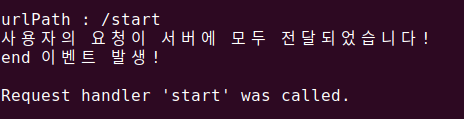 urlPath : /start
사용자의 요청이 서버에 모두 전달되었습니다!
end 이벤트 발생!
Request handler 'start' was called.